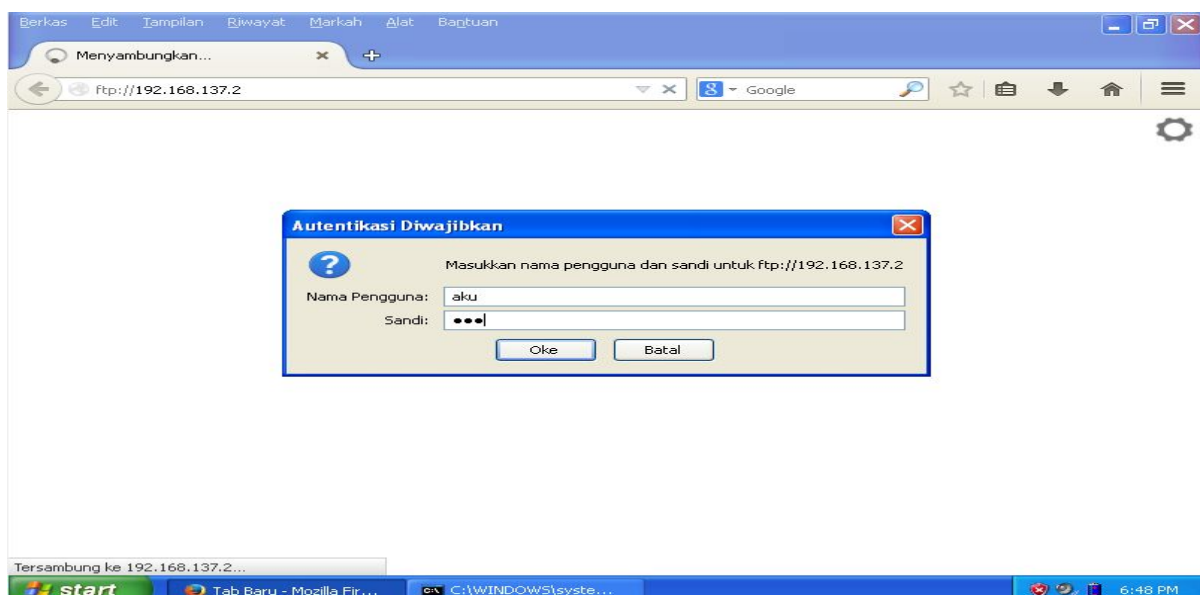 Berkas Edit Tampilan Riwayat Markah Alat Bantuan
Menyambungkan...
ftp://192.168.137.2
8 Google
Autentikasi Diwajibkan
Masukkan nama pengguna dan sandi untuk ftp://192.168.137.2
Nama Pengguna: aku
Sandi: •••
Oke Batal
Tersambung ke 192.168.137.2...
start Tab Baru - Mozilla Fir... C:\WINDOWS\syste... 6:48 PM